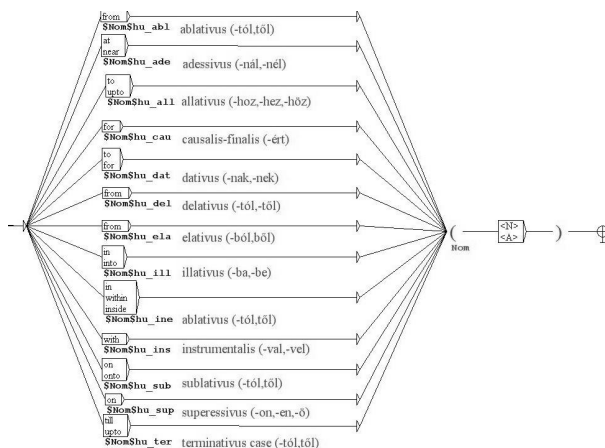 from
$Nom$hu_abl ablativus (-tól,től)
at
near
$Nom$hu_ade adessivus (-nál,-nél)
to
upto
$Nom$hu_all allativus (-hoz,-hez,-höz)
for
$Nom$hu_cau causalis-finalis (-ért)
to
for
$Nom$hu_dat dativus (-nak,-nek)
from
$Nom$hu_del delativus (-tól,-től)
from
$Nom$hu_ela elativus (-ból,ből)
in
into
$Nom$hu_ill illativus (-ba,-be)
in
within
inside
$Nom$hu_ine ablativus (-tól,től)
with
$Nom$hu_ins instrumentalis (-val,-vel)
on
onto
$Nom$hu_sub sublativus (-tól,től)
on
$Nom$hu_sup superessivus (-on,-en,-ö)
till
upto
$Nom$hu_ter terminativus case (-tól,től)
( <N> )
<A>
Nom